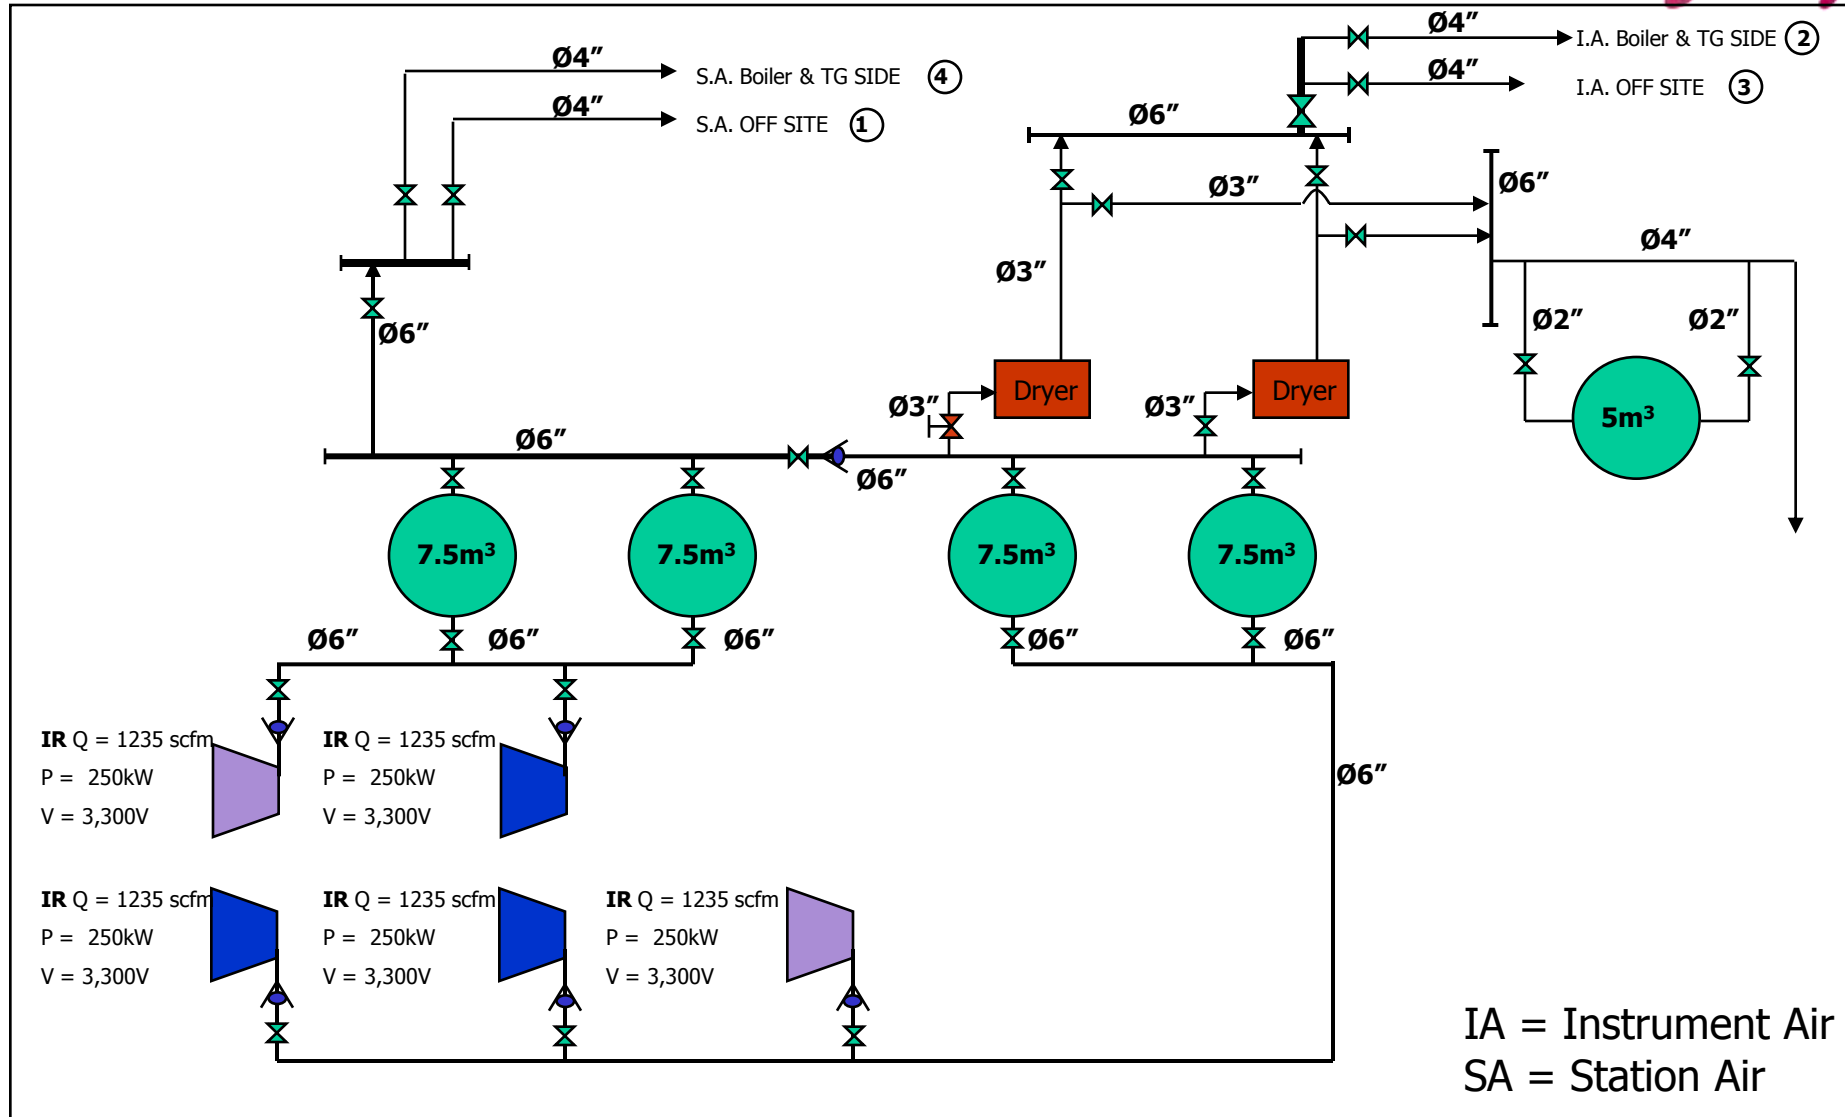 Ø4”
I.A. Boiler & TG SIDE 2
Ø4”
S.A. Boiler & TG SIDE 4
Ø4”
I.A. OFF SITE 3
Ø4”
S.A. OFF SITE 1
Ø6”
Ø3”
Ø6”
Ø4”
Ø3”
Ø6”
Ø2”
Ø2”
Dryer
Dryer
Ø3”
Ø3”
5m³
Ø6”
Ø6”
7.5m³
7.5m³
7.5m³
7.5m³
Ø6”
Ø6”
Ø6”
Ø6”
Ø6”
IR Q = 1235 scfm
P = 250kW
V = 3,300V
IR Q = 1235 scfm
P = 250kW
V = 3,300V
Ø6”
IR Q = 1235 scfm
P = 250kW
V = 3,300V
IR Q = 1235 scfm
P = 250kW
V = 3,300V
IR Q = 1235 scfm
P = 250kW
V = 3,300V
IA = Instrument Air
SA = Station Air